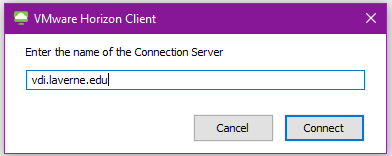 VMware Horizon Client
Enter the name of the Connection Server
vdi.laverne.edu
Cancel Connect